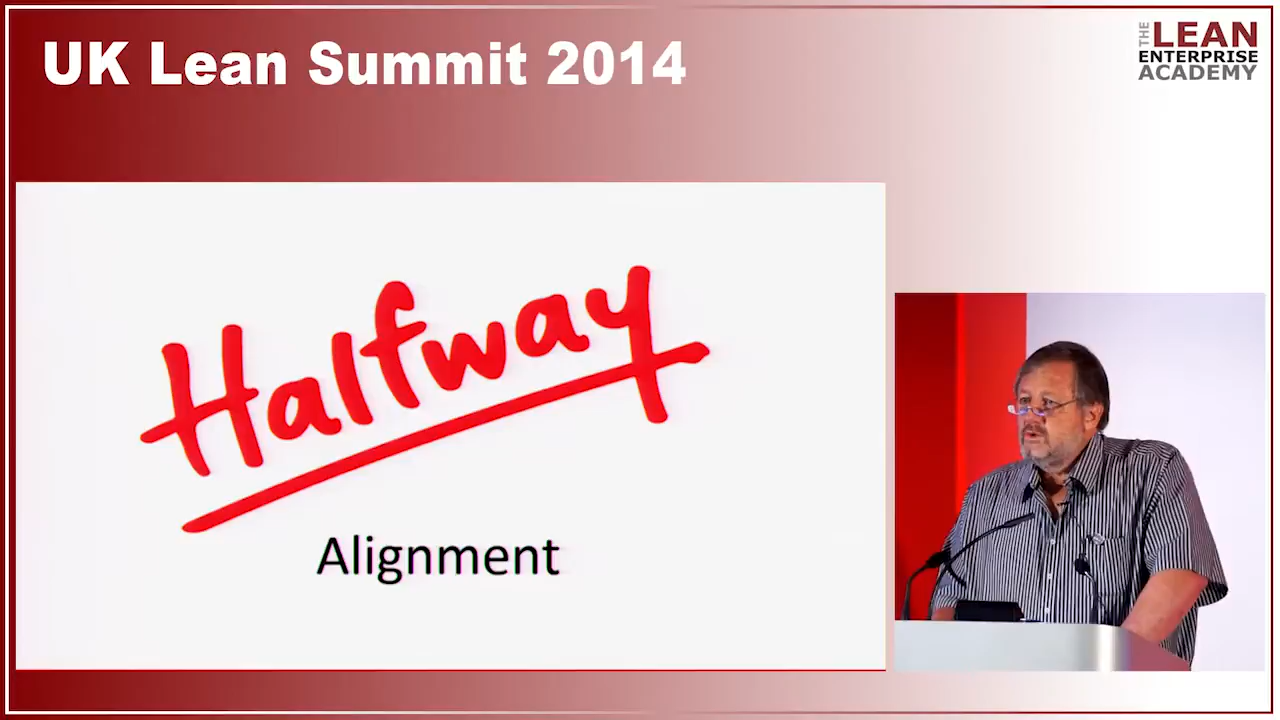 UK Lean Summit 2014
THE
LEAN
ENTERPRISE
ACADEMY
Halfway
Alignment